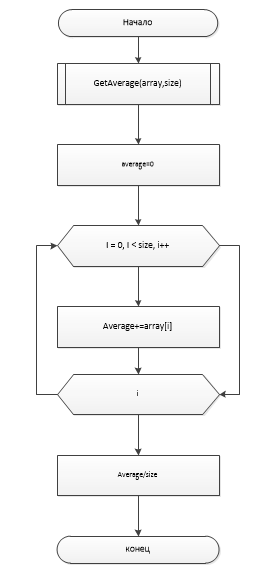 Начало
GetAverage(array,size)
average=0
I = 0, I < size, i++
Average+=array[i]
i
Average/size
конец